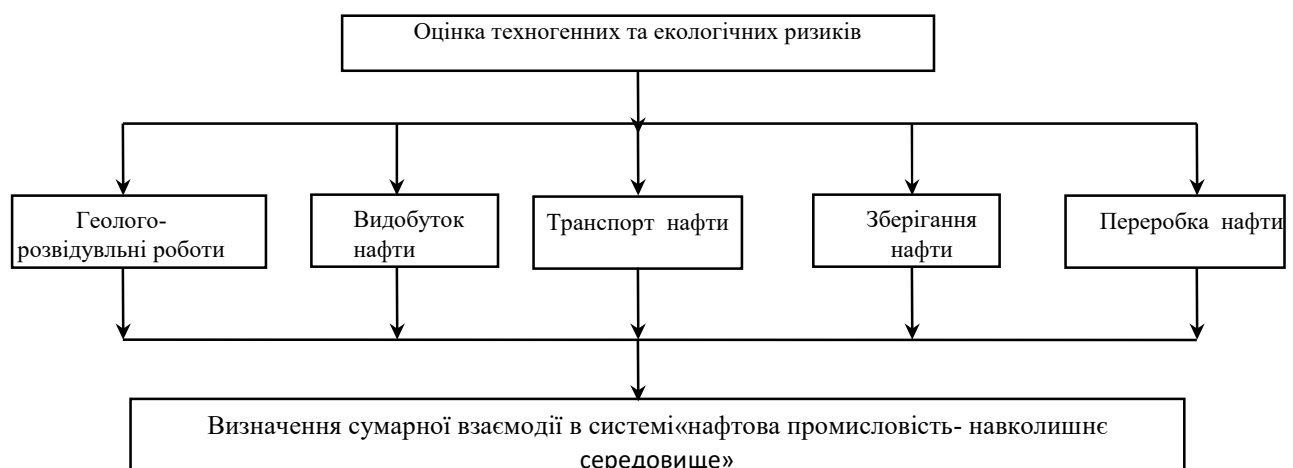 Оцінка техногенних та екологічних ризиків
Геолого-
розвідувльні роботи
Видобуток
нафти
Транспорт нафти
Зберігання
нафти
Переробка нафти
Визначення сумарної взаємодії в системі«нафтова промисловість- навколишнє
середовище»